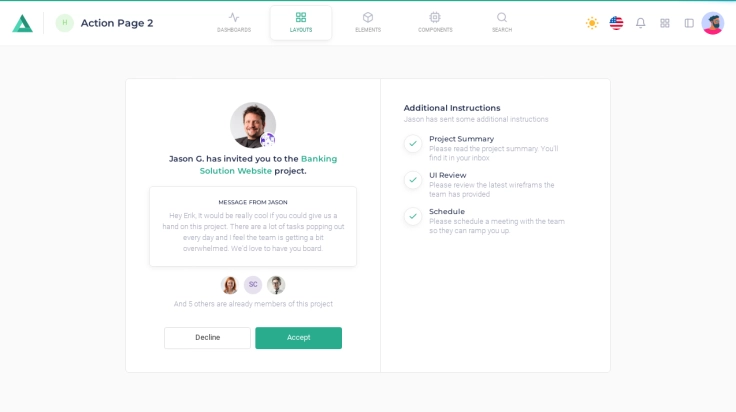 H
Action Page 2
DASHBOARDS
LAYOUTS
ELEMENTS
COMPONENTS
SEARCH
Jason G. has invited you to the Banking
Solution Website project.
MESSAGE FROM JASON
Hey Erik, It would be really cool if you could give us a
hand on this project. There are a lot of tasks popping out
every day and i feel the team is getting a bit
overwhelmed. We'd love to have you board.
SC
And 5 others are already members of this project.
Decline
Accept
Additional Instructions
Jason has sent some additional instructions.
Project Summary
Please read the project summary. You'll
find it in your inbox.
UI Review
Please review the latest wireframs the
team has provided.
Schedule
Please schedule a meeting with the team
so they can ramp you up.